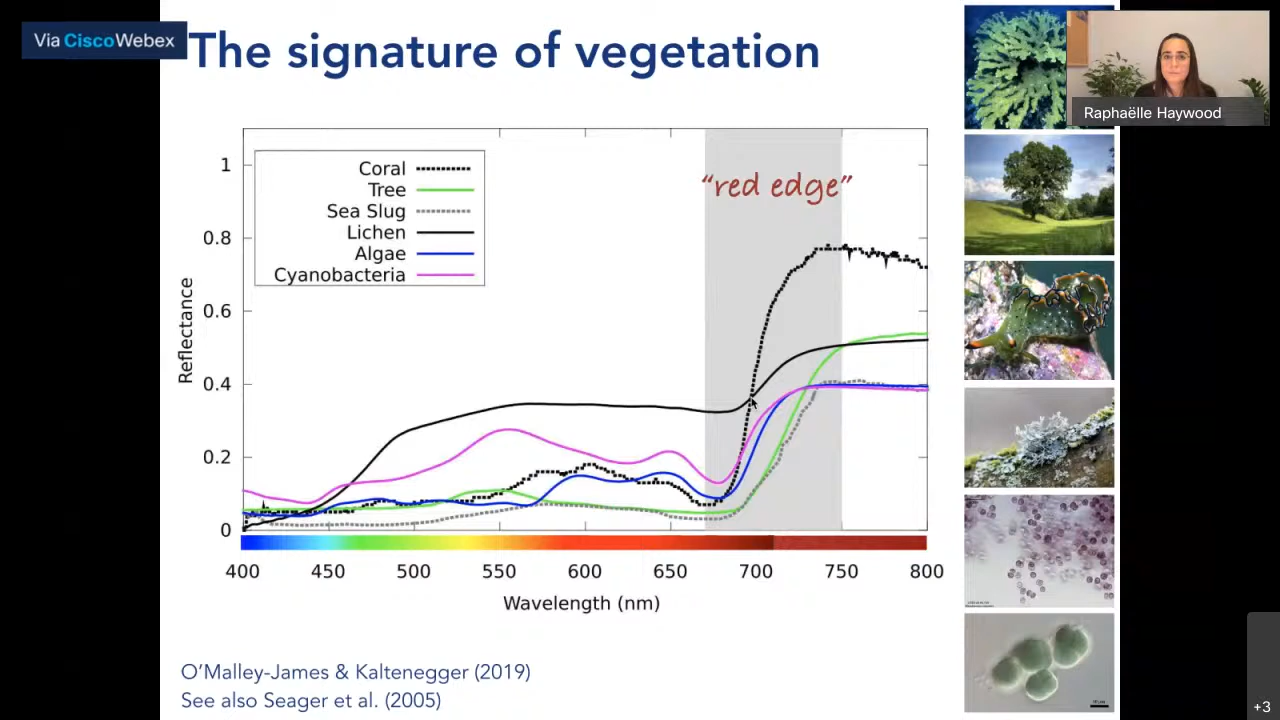 Via Cisco Webex
The signature of vegetation
Raphaëlle Haywood
“red edge”
Coral
Tree
Sea Slug
Lichen
Algae
Cyanobacteria
Reflectance
1
0.8
0.6
0.4
0.2
0
400 450 500 550 600 650 700 750 800
Wavelength (nm)
O’Malley-James & Kaltenegger (2019)
See also Seager et al. (2005)
+3